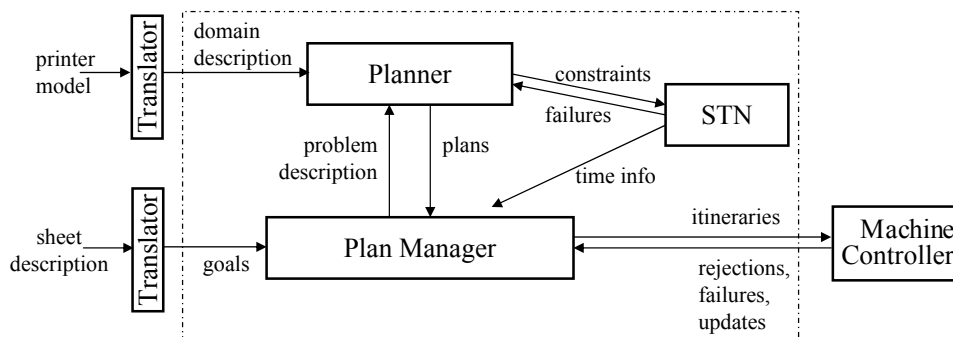 printer
model
Translator
domain
description
Planner
constraints
failures
STN
problem
description
plans
time info
sheet
description
Translator
goals
Plan Manager
itineraries
rejections,
failures,
updates
Machine
Controller